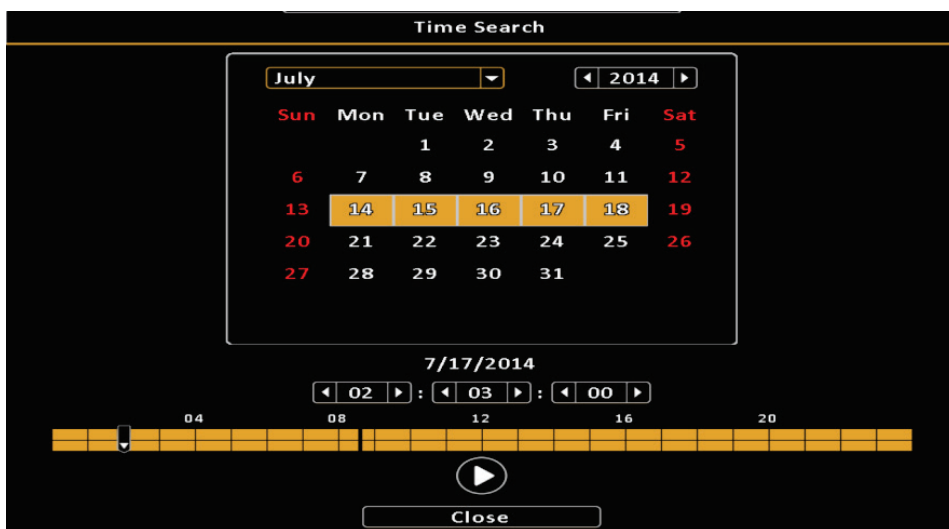 Time Search
July 2014
Sun Mon Tue Wed Thu Fri Sat
1 2 3 4 5
6 7 8 9 10 11 12
13 14 15 16 17 18 19
20 21 22 23 24 25 26
27 28 29 30 31
7/17/2014
02 : 03 : 00
04 08 12 16 20
Close